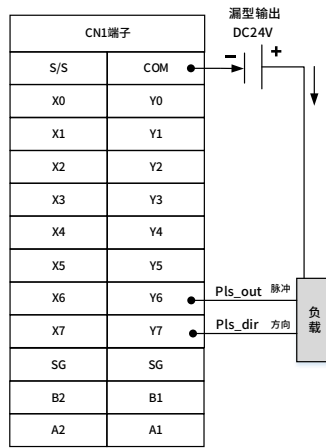 漏型输出
DC24V
CN1端子
S/S COM
X0 Y0
X1 Y1
X2 Y2
X3 Y3
X4 Y4
X5 Y5
X6 Y6
X7 Y7
SG SG
B2 B1
A2 A1
Pls_out 脉冲
Pls_dir 方向
负载